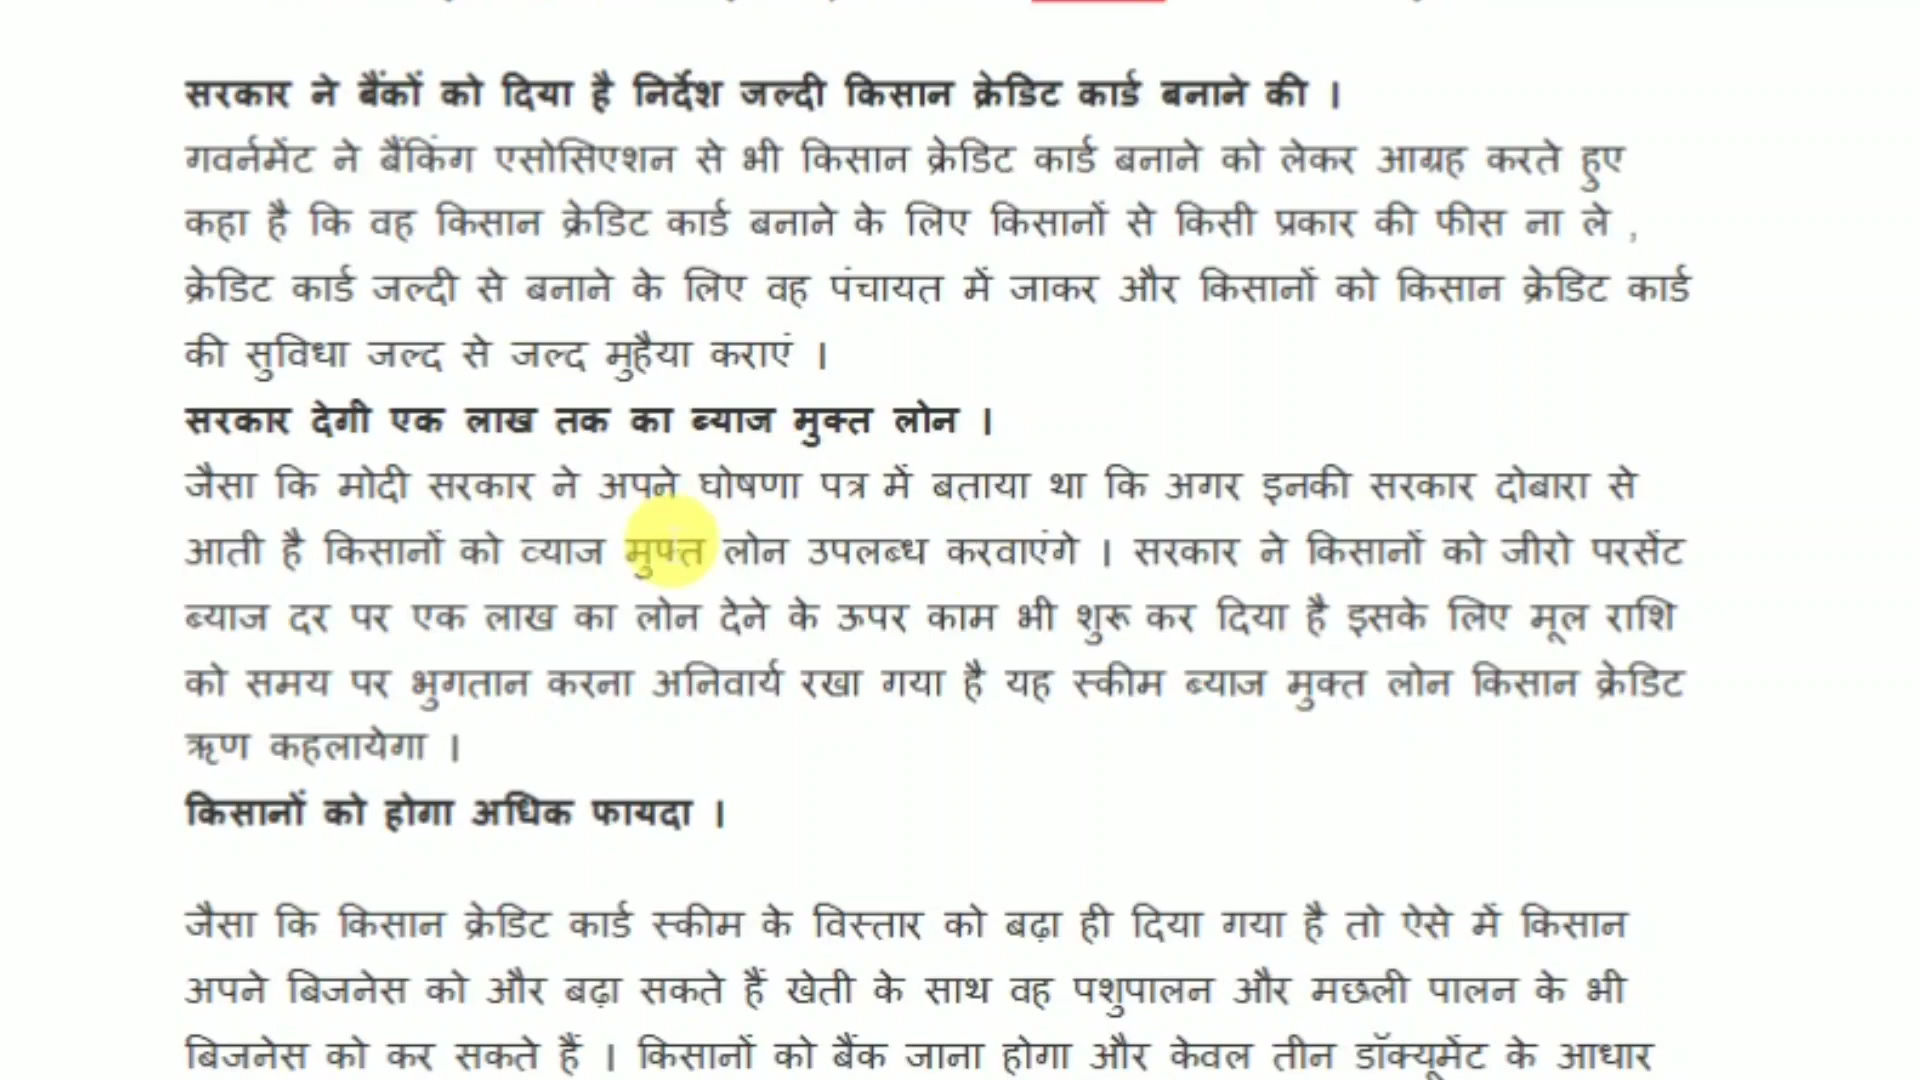 सरकार ने बैंकों को दिया है निर्देश जल्दी किसान क्रेडिट कार्ड बनाने की ।
गवर्नमेंट ने बैंकिंग एसोसिएशन से भी किसान क्रेडिट कार्ड बनाने को लेकर आग्रह करते हुए
कहा है कि वह किसान क्रेडिट कार्ड बनाने के लिए किसानों से किसी प्रकार की फीस ना ले ,
क्रेडिट कार्ड जल्दी से बनाने के लिए वह पंचायत में जाकर और किसानों को किसान क्रेडिट कार्ड
की सुविधा जल्द से जल्द मुहैया कराएं ।
सरकार देगी एक लाख तक का ब्याज मुक्त लोन ।
जैसा कि मोदी सरकार ने अपने घोषणा पत्र में बताया था कि अगर इनकी सरकार दोबारा से
आती है किसानों को व्याज मुफ्त लोन उपलब्ध करवाएंगे । सरकार ने किसानों को जीरो परसेंट
ब्याज दर पर एक लाख का लोन देने के ऊपर काम भी शुरू कर दिया है इसके लिए मूल राशि
को समय पर भुगतान करना अनिवार्य रखा गया है यह स्कीम ब्याज मुक्त लोन किसान क्रेडिट
ऋण कहलायेगा ।
किसानों को होगा अधिक फायदा ।
जैसा कि किसान क्रेडिट कार्ड स्कीम के विस्तार को बढ़ा ही दिया गया है तो ऐसे में किसान
अपने बिजनेस को और बढ़ा सकते हैं खेती के साथ वह पशुपालन और मछली पालन के भी
बिजनेस को कर सकते हैं । किसानों को बैंक जाना होगा और केवल तीन डॉक्यूमेंट के आधार